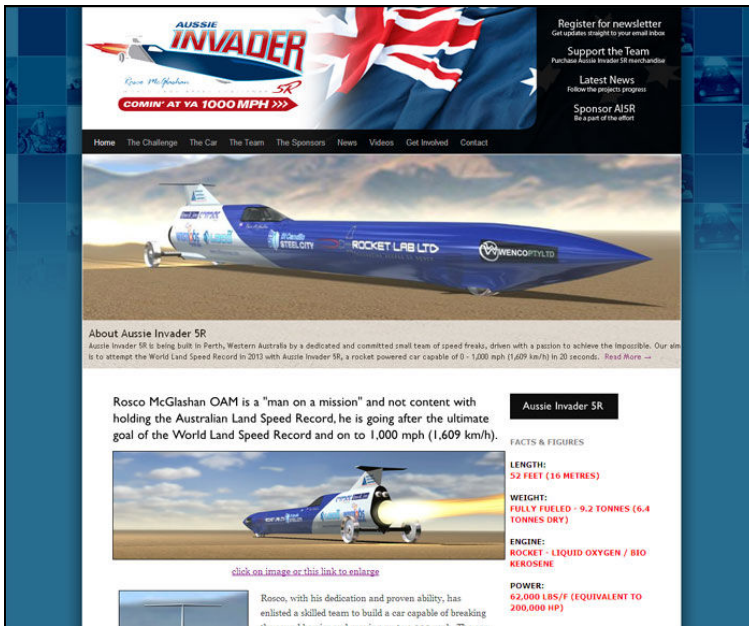 AUSSIE
INVADER
Rosco McGlashan
5R
COMIN' AT YA 1000 MPH >>>
Register for newsletter
Get updates straight to your email inbox
Support the Team
Purchase Aussie Invader 5R merchandise
Latest News
Follow the projects progress
Sponsor AI5R
Be a part of the effort
Home The Challenge The Car The Team The Sponsors News Videos Get Involved Contact
STEEL CITY
ROCKET LAB LTD
WENCO PTY LTD
About Aussie Invader 5R
Aussie Invader 5R is being built in Perth, Western Australia by a dedicated and committed small team of speed freaks, driven with a passion to achieve the impossible. Our aim
is to attempt the World Land Speed Record in 2013 with Aussie Invader 5R, a rocket powered car capable of 0 - 1,000 mph (1,609 km/h) in 20 seconds. Read More →
Rosco McGlashan OAM is a "man on a mission" and not content with
holding the Australian Land Speed Record, he is going after the ultimate
goal of the World Land Speed Record and on to 1,000 mph (1,609 km/h).
click on image or this link to enlarge
Rosco, with his dedication and proven ability, has
enlisted a skilled team to build a car capable of breaking
Aussie Invader 5R
FACTS & FIGURES
LENGTH:
52 FEET (16 METRES)
WEIGHT:
FULLY FUELED - 9.2 TONNES (6.4
TONNES DRY)
ENGINE:
ROCKET - LIQUID OXYGEN / BIO
KEROSENE
POWER:
62,000 LBS/F (EQUIVALENT TO
200,000 HP)